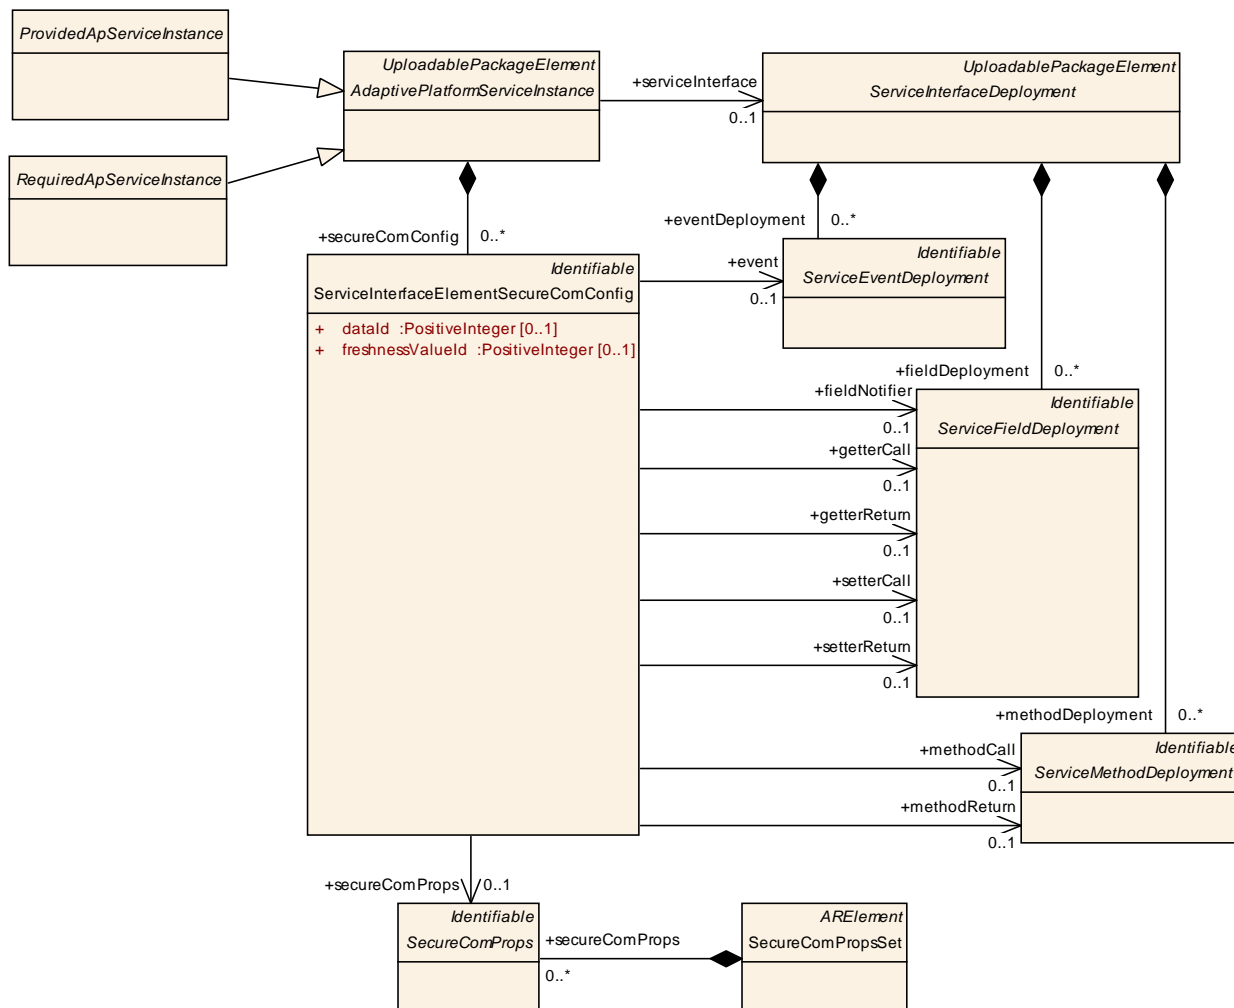 ProvidedApServiceInstance
UploadablePackageElement
AdaptivePlatformServiceInstance
UploadablePackageElement
ServiceInterfaceDeployment
+serviceInterface
0..1
RequiredApServiceInstance
+secureComConfig
0..*
+eventDeployment
0..*
Identifiable
ServiceInterfaceElementSecureComConfig
+ dataId :PositiveInteger [0..1]
+ freshnessValueId :PositiveInteger [0..1]
+event
0..1
Identifiable
ServiceEventDeployment
+fieldDeployment
0..*
+fieldNotifier
0..1
Identifiable
ServiceFieldDeployment
+getterCall
0..1
+getterReturn
0..1
+setterCall
0..1
+setterReturn
0..1
+methodDeployment
0..*
+methodCall
0..1
Identifiable
ServiceMethodDeployment
+methodReturn
0..1
+secureComProps
0..1
Identifiable
SecureComProps
+secureComProps
0..*
ARElement
SecureComPropsSet